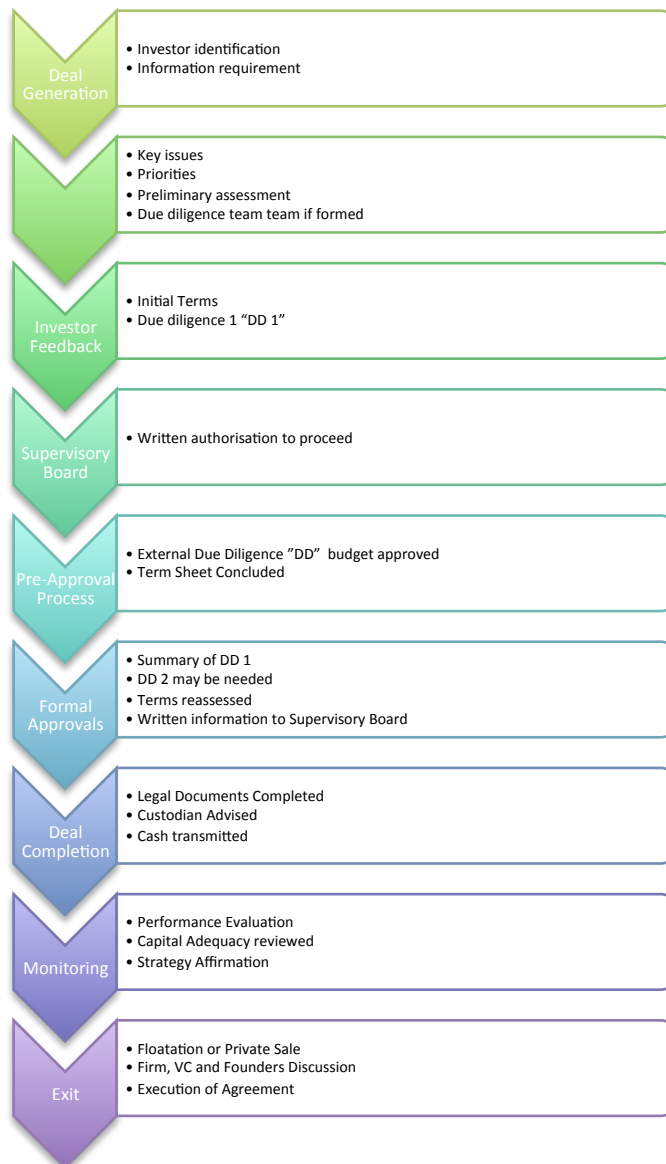 Deal
Generation
• Investor identification
• Information requirement
• Key issues
• Priorities
• Preliminary assessment
• Due diligence team team if formed
Investor
Feedback
• Initial Terms
• Due diligence 1 “DD 1”
Supervisory
Board
• Written authorisation to proceed
Pre-Approval
Process
• External Due Diligence ”DD” budget approved
• Term Sheet Concluded
Formal
Approvals
• Summary of DD 1
• DD 2 may be needed
• Terms reassessed
• Written information to Supervisory Board
Deal
Completion
• Legal Documents Completed
• Custodian Advised
• Cash transmitted
Monitoring
• Performance Evaluation
• Capital Adequacy reviewed
• Strategy Affirmation
Exit
• Floatation or Private Sale
• Firm, VC and Founders Discussion
• Execution of Agreement